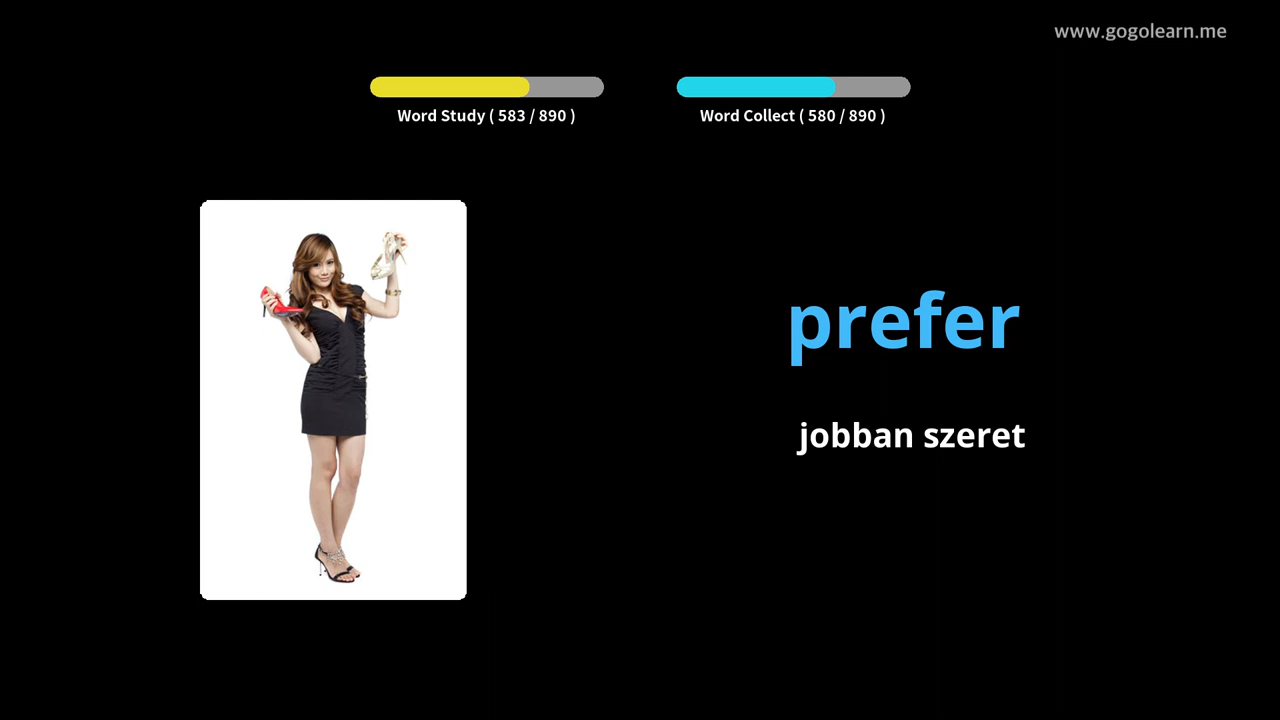 www.gogolearn.me
Word Study ( 583 / 890 )
Word Collect ( 580 / 890 )
prefer
jobban szeret